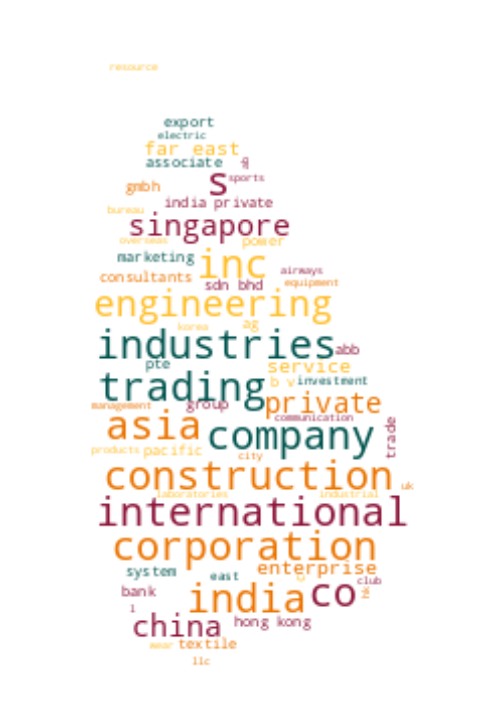 resource
export
electric
far east
associate
s sports
gmbh
india private
bureau
singapore
overseas power
marketing inc
airways
consultants sdn bhd equipment
engineering
korea ag
industries abb
pte service
trading b v investment
management group private
communication
asia company trade
products pacific
city
construction uk
laboratories industrial
international
corporation
system east enterprise
club
bank india co hk
l
china hong kong
wear textile
llc